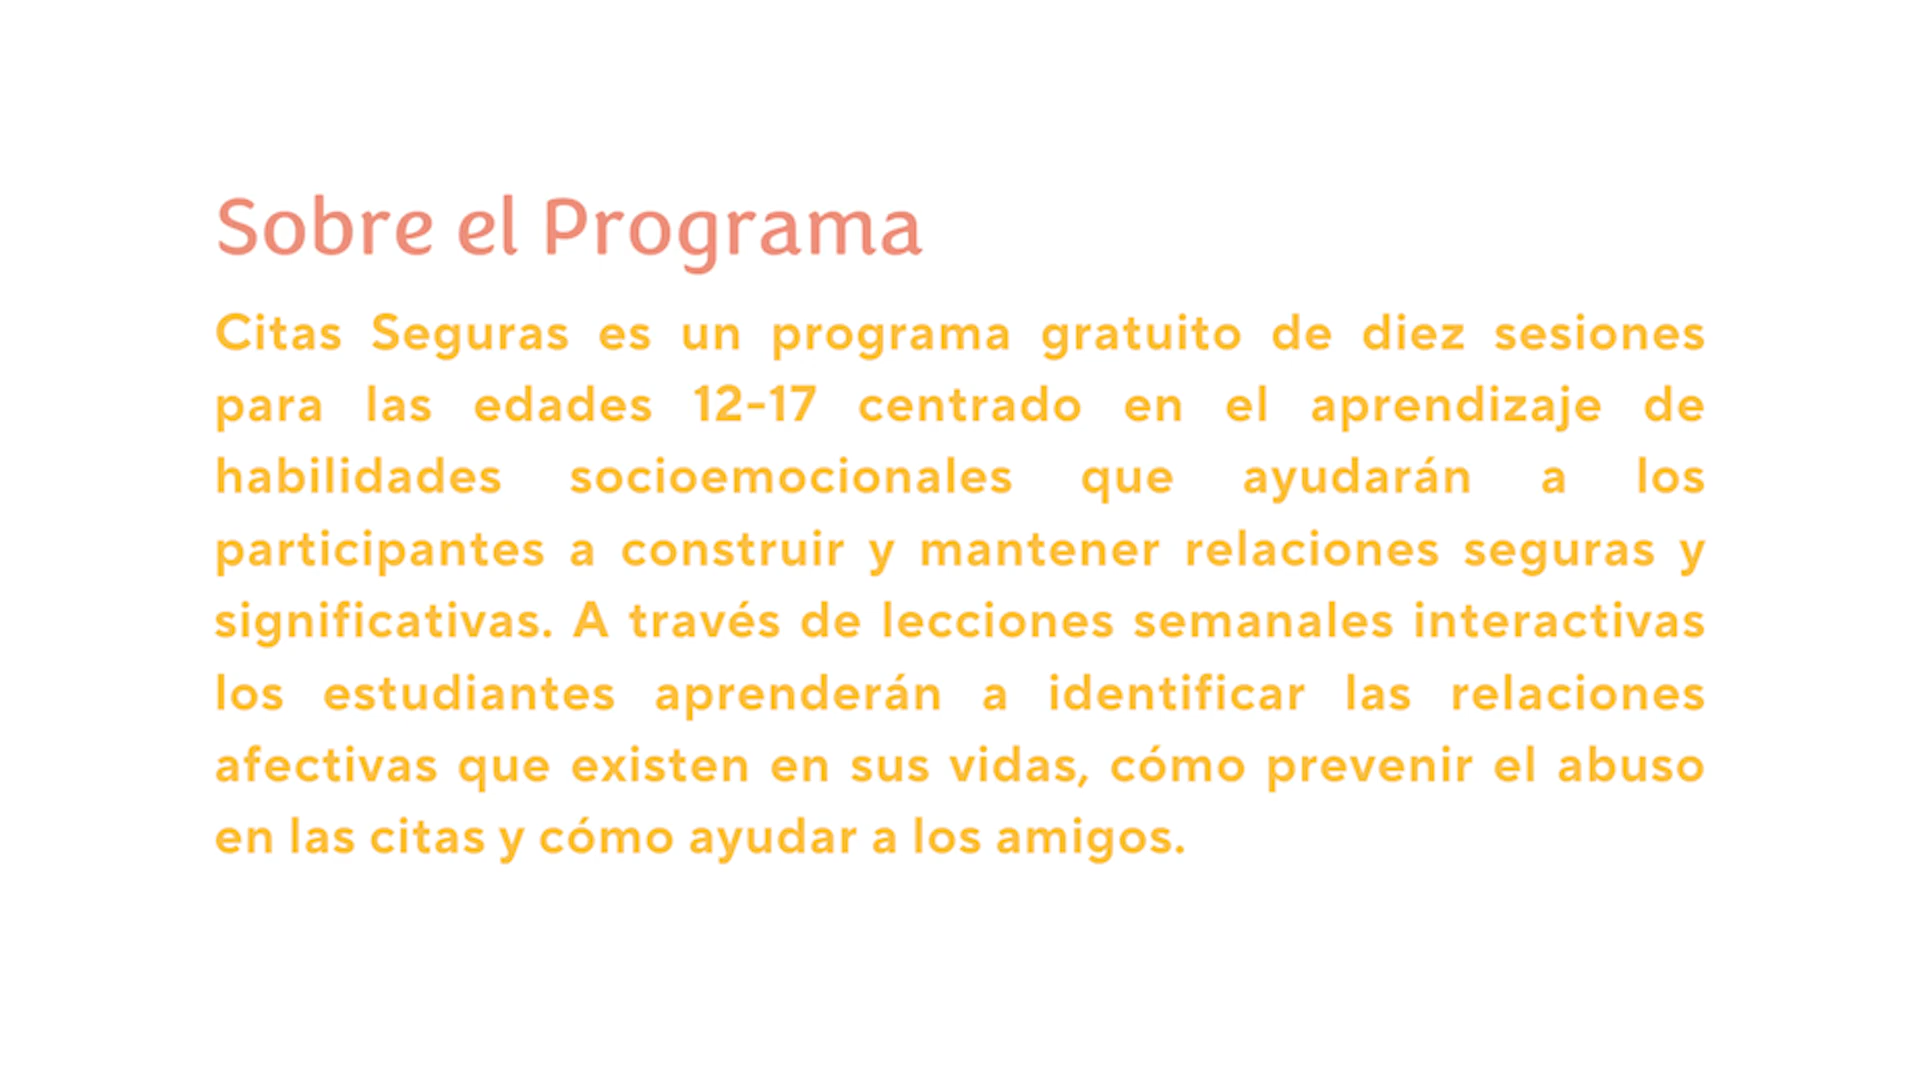 Sobre el Programa
Citas Seguras es un programa gratuito de diez sesiones
para las edades 12-17 centrado en el aprendizaje de
habilidades socioemocionales que ayudarán a los
participantes a construir y mantener relaciones seguras y
significativas. A través de lecciones semanales interactivas
los estudiantes aprenderán a identificar las relaciones
afectivas que existen en sus vidas, cómo prevenir el abuso
en las citas y cómo ayudar a los amigos.